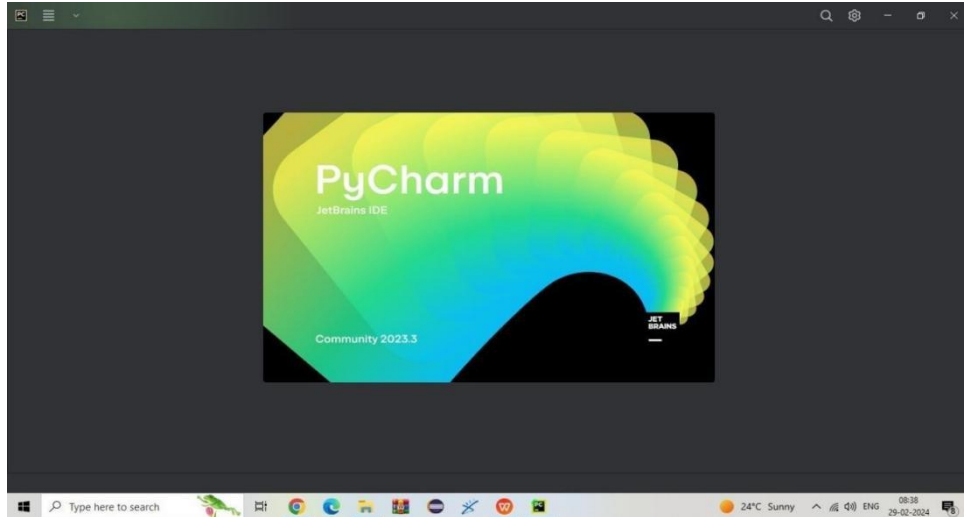 PC
PyCharm
JetBrains IDE
Community 2023.3
JET
BRAINS
Type here to search
24°C Sunny
ENG
08:38
29-02-2024